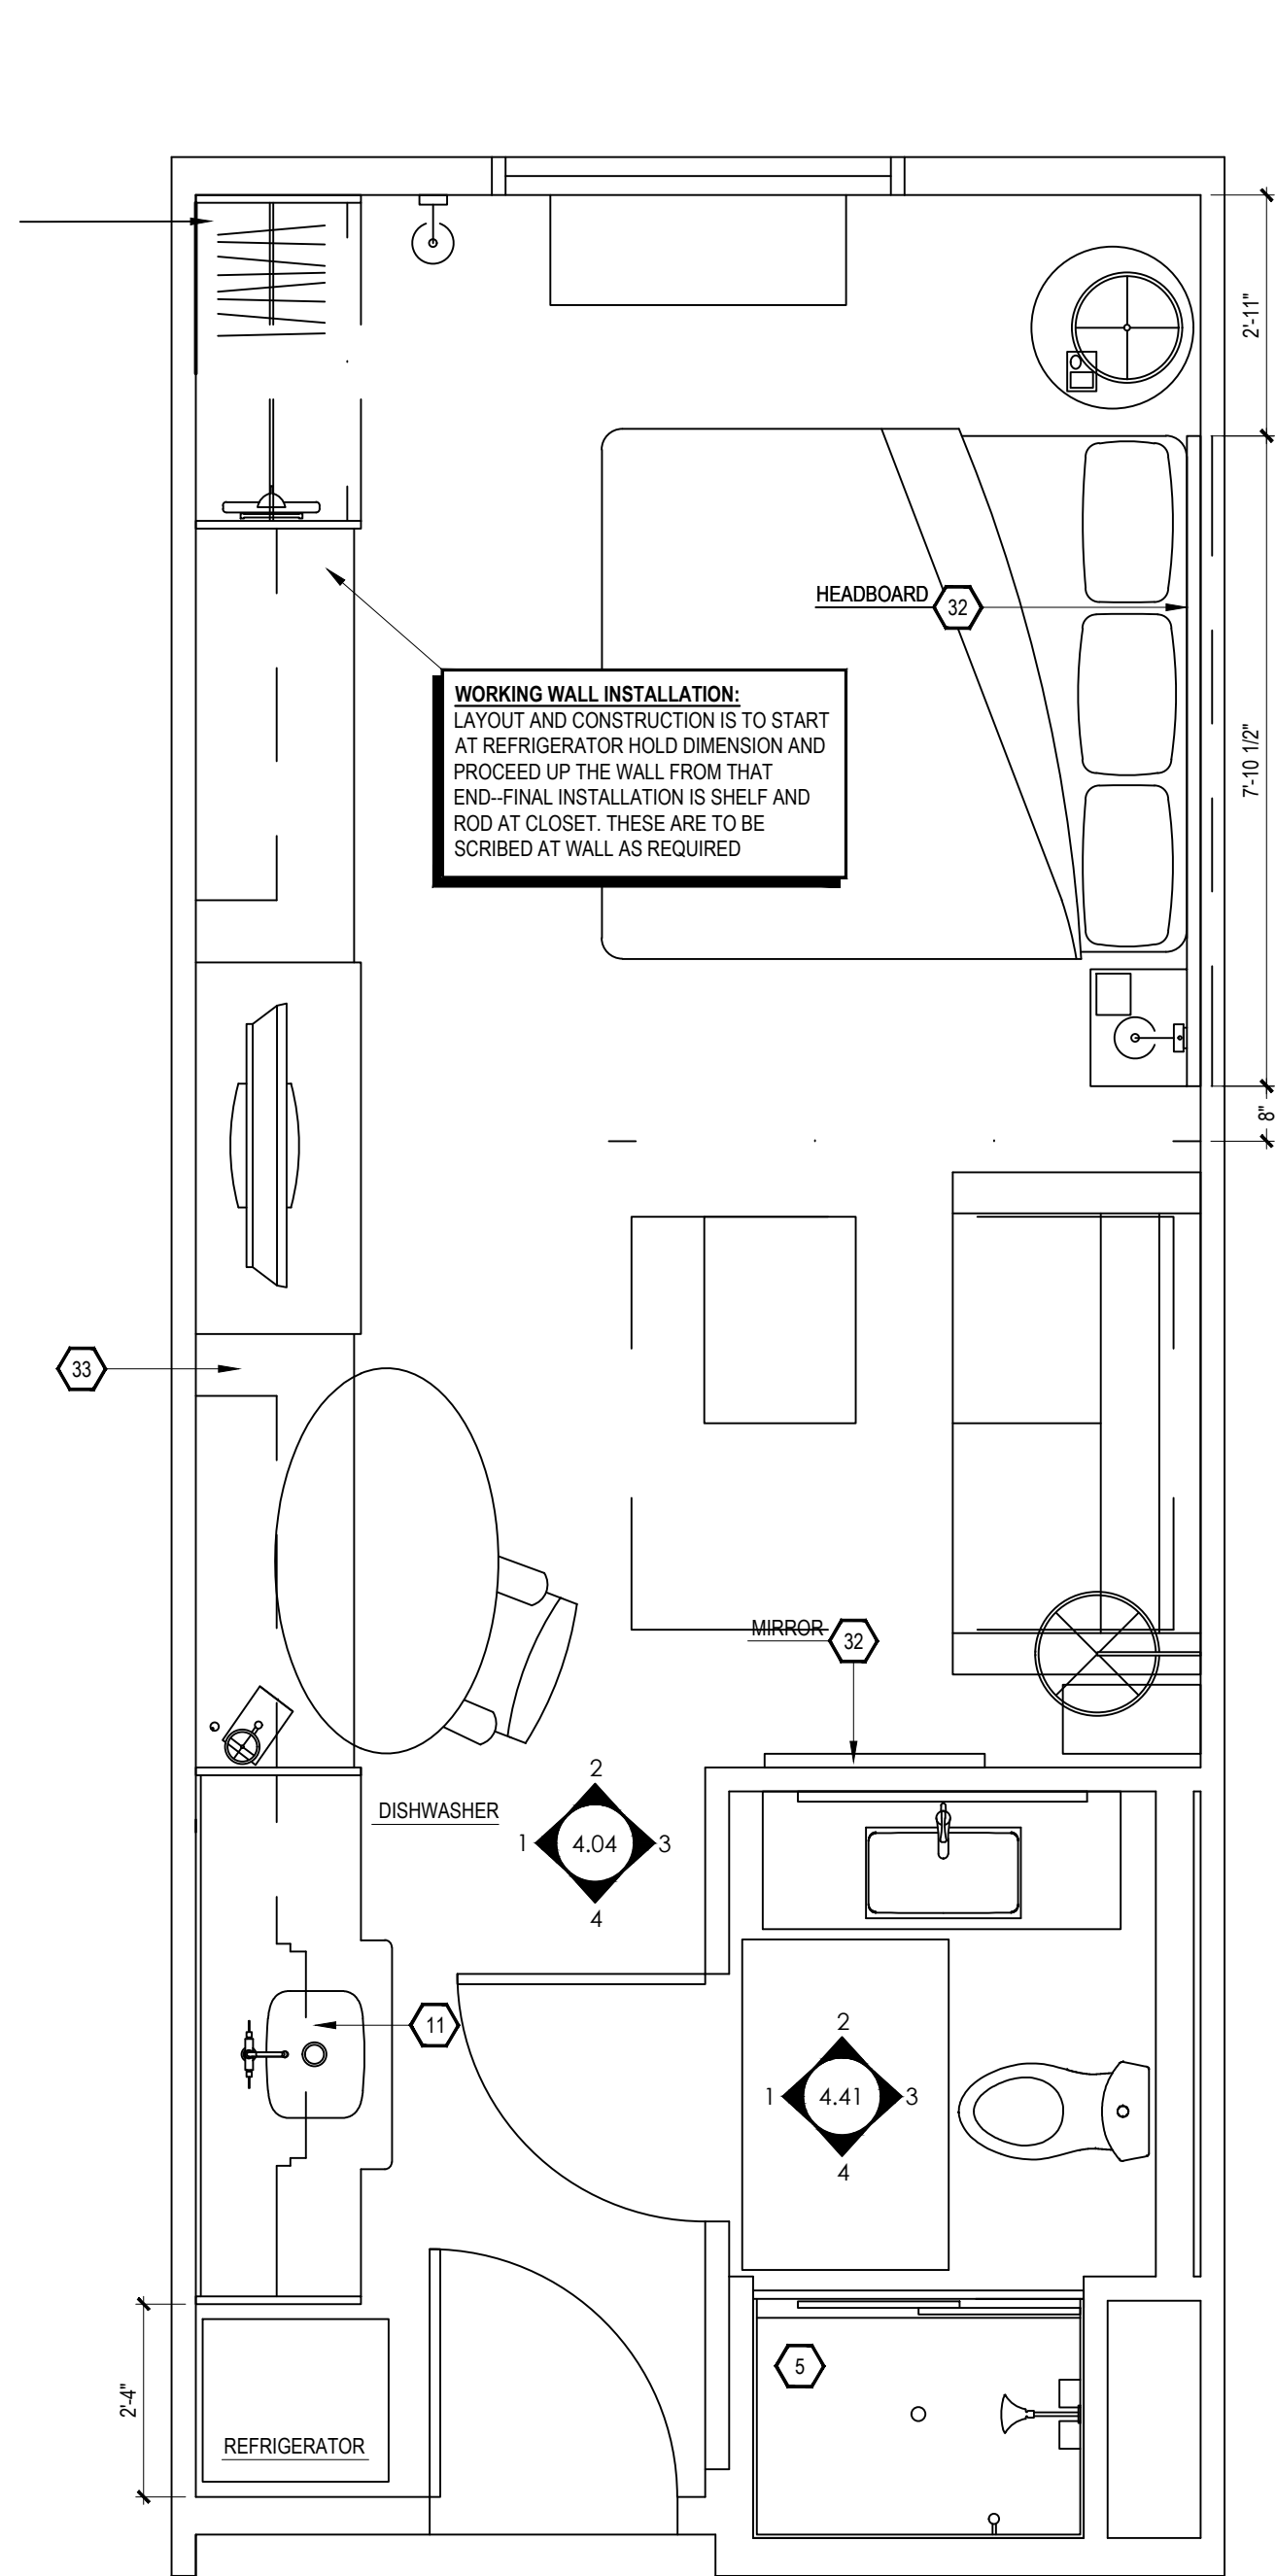 2'-11"
HEADBOARD
32
WORKING WALL INSTALLATION:
LAYOUT AND CONSTRUCTION IS TO START
AT REFRIGERATOR HOLD DIMENSION AND
PROCEED UP THE WALL FROM THAT
END--FINAL INSTALLATION IS SHELF AND
ROD AT CLOSET. THESE ARE TO BE
SCRIBED AT WALL AS REQUIRED
7'-10 1/2"
8"
33
MIRROR
32
DISHWASHER
2
1
4.04
3
4
11
2
1
4.41
3
4
5
2'-4"
REFRIGERATOR